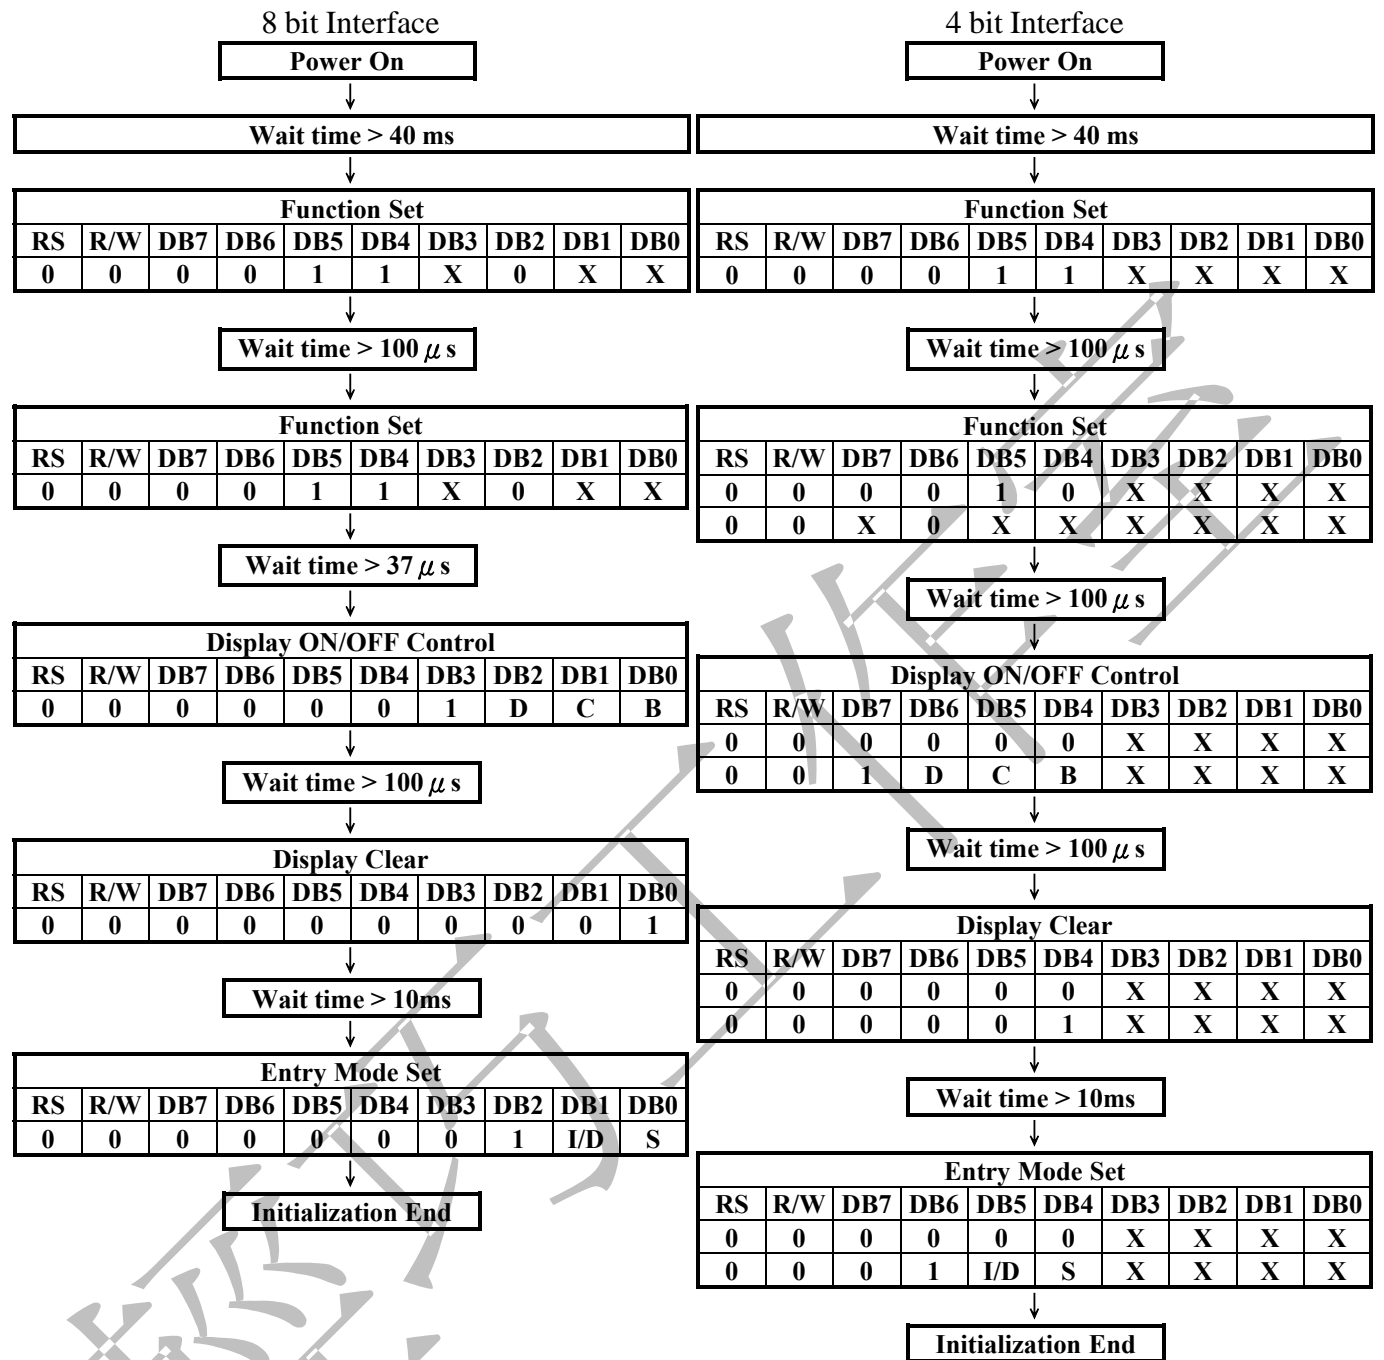 8 bit Interface
Power On
Wait time > 40 ms
Function Set
RS R/W DB7 DB6 DB5 DB4 DB3 DB2 DB1 DB0
0 0 0 0 1 1 X 0 X X
Wait time > 100 μ s
Function Set
RS R/W DB7 DB6 DB5 DB4 DB3 DB2 DB1 DB0
0 0 0 0 1 1 X 0 X X
Wait time > 37 μ s
Display ON/OFF Control
RS R/W DB7 DB6 DB5 DB4 DB3 DB2 DB1 DB0
0 0 0 0 0 0 1 D C B
Wait time > 100 μ s
Display Clear
RS R/W DB7 DB6 DB5 DB4 DB3 DB2 DB1 DB0
0 0 0 0 0 0 0 0 0 1
Wait time > 10ms
Entry Mode Set
RS R/W DB7 DB6 DB5 DB4 DB3 DB2 DB1 DB0
0 0 0 0 0 0 0 1 I/D S
Initialization End
4 bit Interface
Power On
Wait time > 40 ms
Function Set
RS R/W DB7 DB6 DB5 DB4 DB3 DB2 DB1 DB0
0 0 0 0 1 1 X X X X
Wait time > 100 μ s
Function Set
RS R/W DB7 DB6 DB5 DB4 DB3 DB2 DB1 DB0
0 0 0 0 1 0 X X X X
0 0 X 0 X X X X X X
Wait time > 100 μ s
Display ON/OFF Control
RS R/W DB7 DB6 DB5 DB4 DB3 DB2 DB1 DB0
0 0 0 0 0 0 X X X X
0 0 1 D C B X X X X
Wait time > 100 μ s
Display Clear
RS R/W DB7 DB6 DB5 DB4 DB3 DB2 DB1 DB0
0 0 0 0 0 0 X X X X
0 0 0 0 0 1 X X X X
Wait time > 10ms
Entry Mode Set
RS R/W DB7 DB6 DB5 DB4 DB3 DB2 DB1 DB0
0 0 0 0 0 0 X X X X
0 0 0 1 I/D S X X X X
Initialization End
工作室